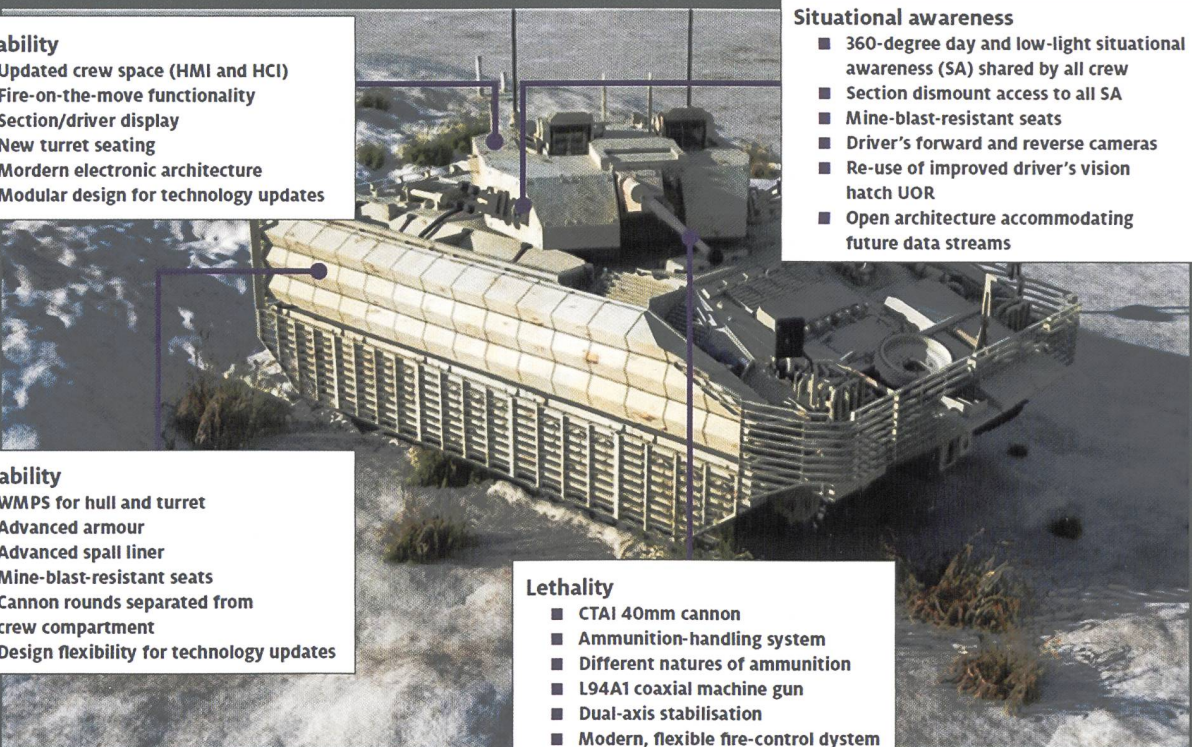 ability
Updated crew space (HMI and HCI)
Fire-on-the-move functionality
Section/driver display
New turret seating
Mordern electronic architecture
Modular design for technology updates
Situational awareness
■ 360-degree day and low-light situational
awareness (SA) shared by all crew
■ Section dismount access to all SA
■ Mine-blast-resistant seats
■ Driver's forward and reverse cameras
■ Re-use of improved driver's vision
hatch UOR
■ Open architecture accommodating
future data streams
ability
WMPS for hull and turret
Advanced armour
Advanced spall liner
Mine-blast-resistant seats
Cannon rounds separated from
crew compartment
Design flexibility for technology updates
Lethality
■ CTAI 40mm cannon
■ Ammunition-handling system
■ Different natures of ammunition
■ L94A1 coaxial machine gun
■ Dual-axis stabilisation
■ Modern, flexible fire-control dystem